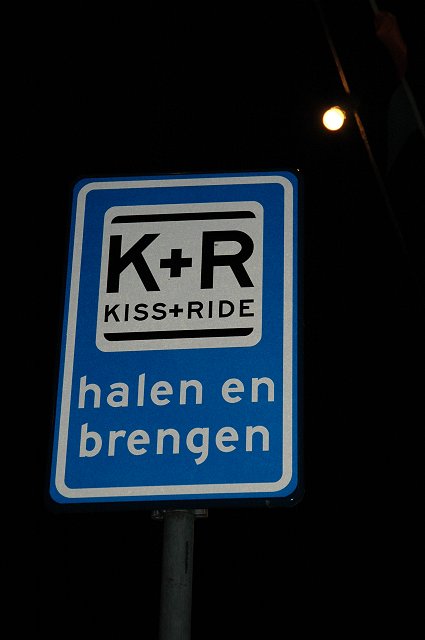 K+R
KISS+RIDE
halen en
brengen